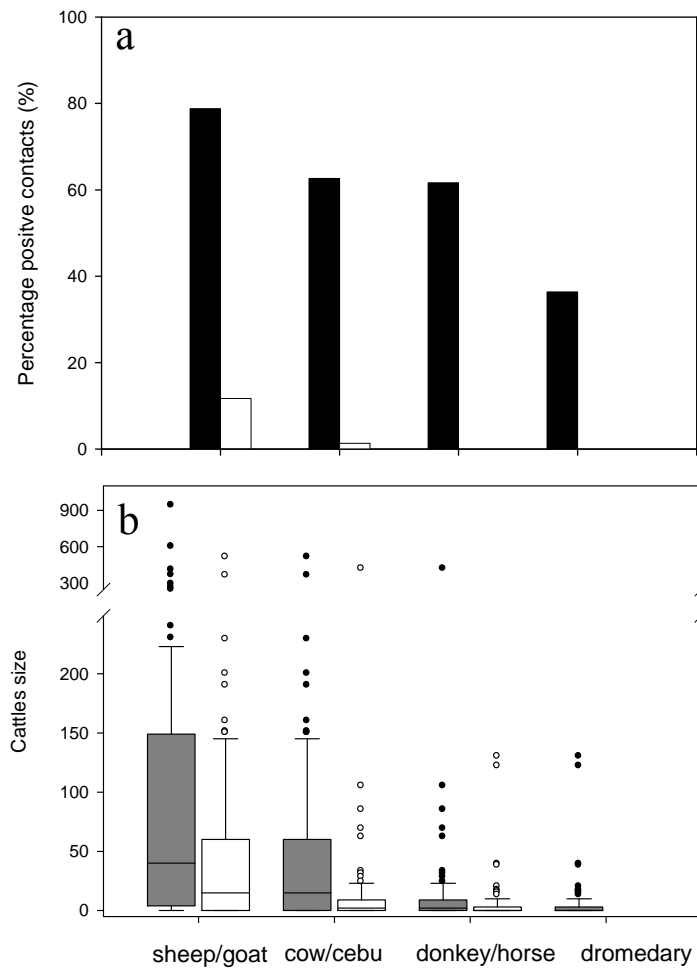 a
Percentage positive contacts (%)
100
80
60
40
20
0
b
Cattles size
900
600
300
200
150
100
50
0
sheep/goat cow/cebu donkey/horse dromedary